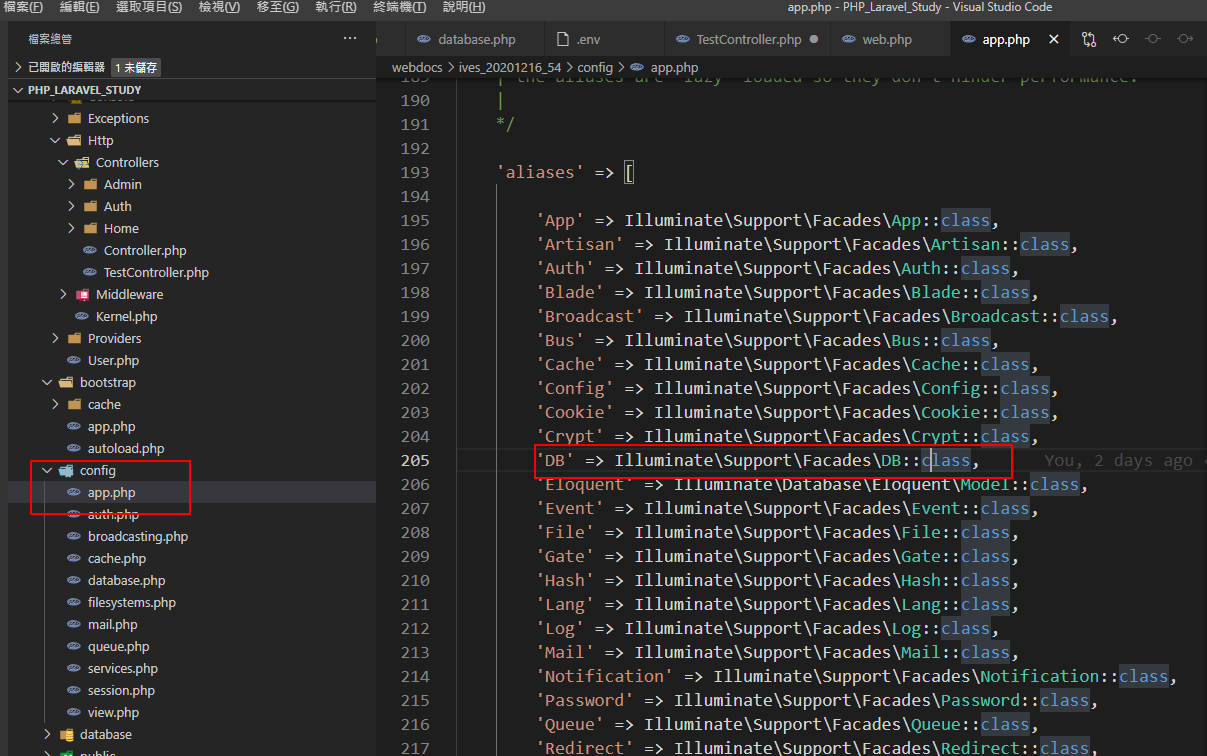 檔案(F) 編輯(E) 選取項目(S) 檢視(V) 移至(G) 執行(R) 終端機(T) 說明(H) app.php - PHP_Laravel_Study - Visual Studio Code
檔案總管 ...
已開啟的編輯器 1 未儲存
PHP_LARAVEL_STUDY
Console
Exceptions
Http
Controllers
Admin
Auth
Home
Controller.php
TestController.php
Middleware
Kernel.php
Providers
User.php
bootstrap
cache
app.php
autoload.php
config
app.php
auth.php
broadcasting.php
cache.php
database.php
filesystems.php
mail.php
queue.php
services.php
session.php
view.php
database
public
database.php .env TestController.php web.php app.php
webdocs > ives_20201216_54 > config > app.php
189 | the aliases are "lazy" loaded so they don't hinder performance.
190 |
191 */
192
193 'aliases' => [
194
195 'App' => Illuminate\Support\Facades\App::class,
196 'Artisan' => Illuminate\Support\Facades\Artisan::class,
197 'Auth' => Illuminate\Support\Facades\Auth::class,
198 'Blade' => Illuminate\Support\Facades\Blade::class,
199 'Broadcast' => Illuminate\Support\Facades\Broadcast::class,
200 'Bus' => Illuminate\Support\Facades\Bus::class,
201 'Cache' => Illuminate\Support\Facades\Cache::class,
202 'Config' => Illuminate\Support\Facades\Config::class,
203 'Cookie' => Illuminate\Support\Facades\Cookie::class,
204 'Crypt' => Illuminate\Support\Facades\Crypt::class,
205 'DB' => Illuminate\Support\Facades\DB::class, You, 2 days ago
206 'Eloquent' => Illuminate\Database\Eloquent\Model::class,
207 'Event' => Illuminate\Support\Facades\Event::class,
208 'File' => Illuminate\Support\Facades\File::class,
209 'Gate' => Illuminate\Support\Facades\Gate::class,
210 'Hash' => Illuminate\Support\Facades\Hash::class,
211 'Lang' => Illuminate\Support\Facades\Lang::class,
212 'Log' => Illuminate\Support\Facades\Log::class,
213 'Mail' => Illuminate\Support\Facades\Mail::class,
214 'Notification' => Illuminate\Support\Facades\Notification::class,
215 'Password' => Illuminate\Support\Facades\Password::class,
216 'Queue' => Illuminate\Support\Facades\Queue::class,
217 'Redirect' => Illuminate\Support\Facades\Redirect::class,